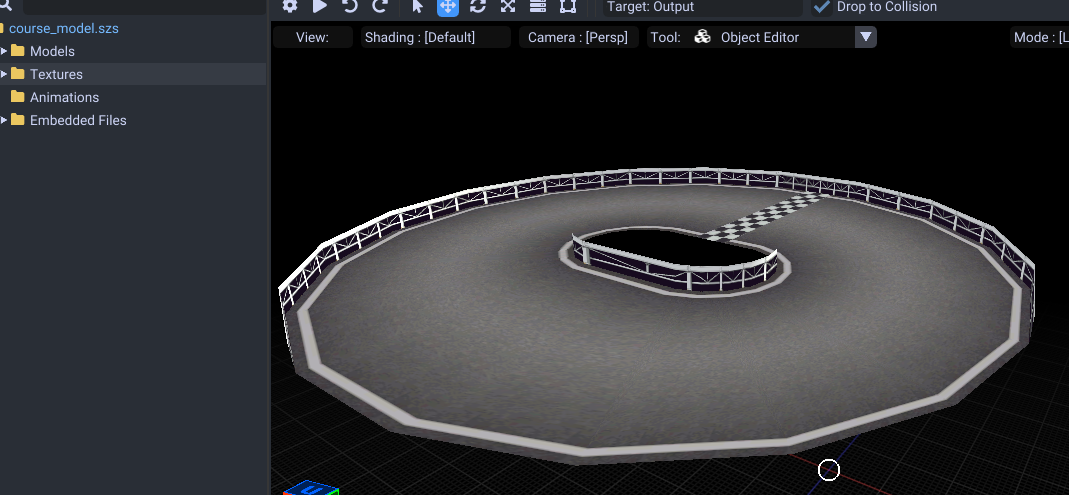 Target: Output
Drop to Collision
course_model.szs
View:
Shading : [Default]
Camera : [Persp]
Tool:
Object Editor
Mode : [L
Models
Textures
Animations
Embedded Files